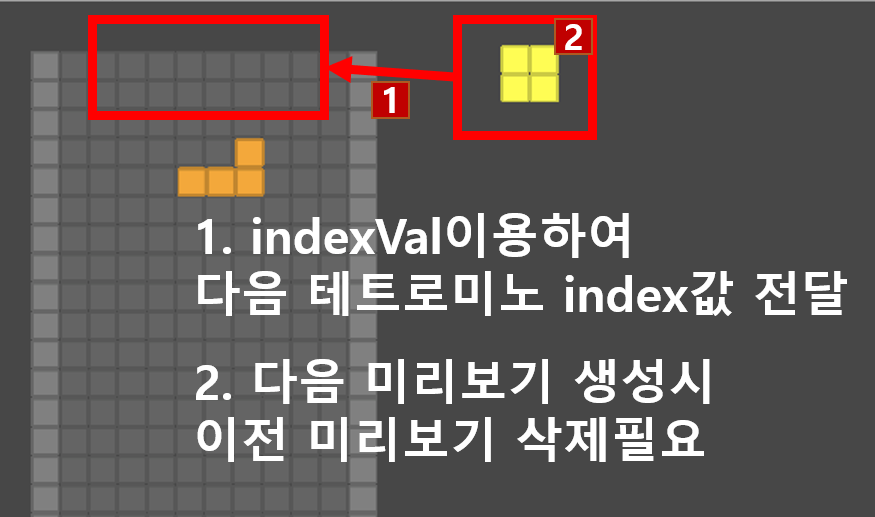 2
1
1. indexVal이용하여
다음 테트로미노 index값 전달
2. 다음 미리보기 생성시
이전 미리보기 삭제필요